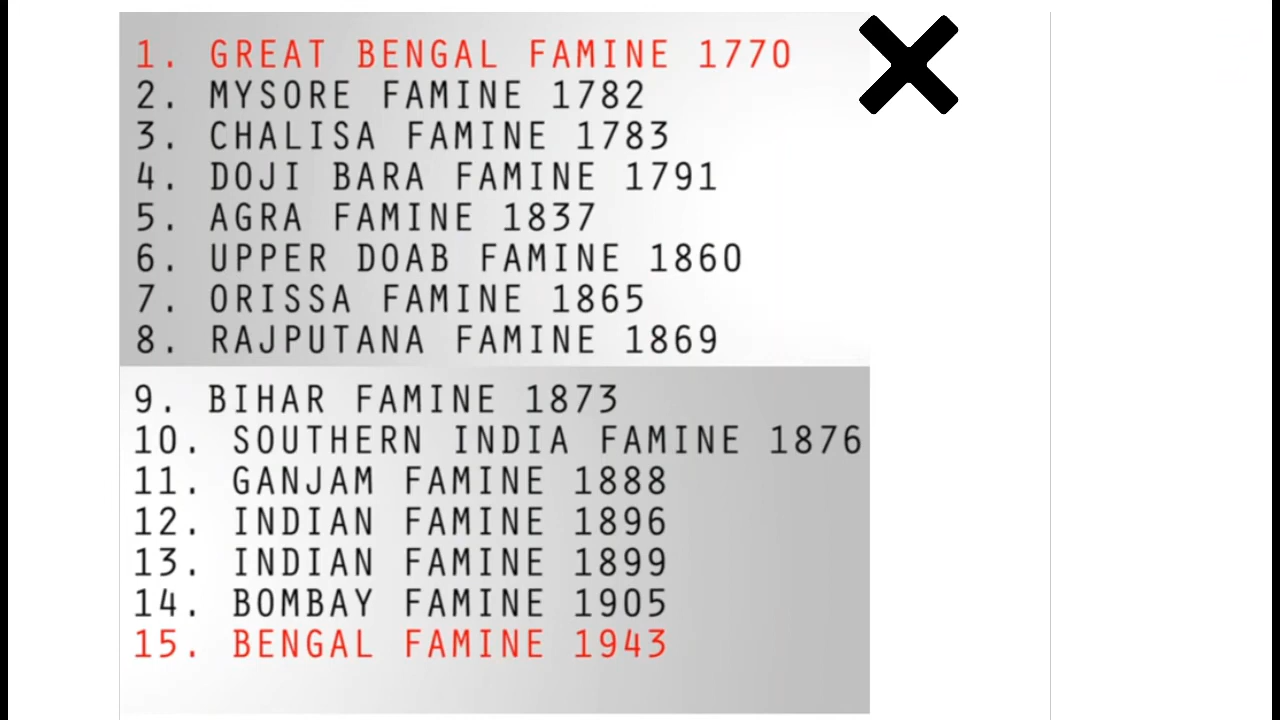 1. GREAT BENGAL FAMINE 1770
2. MYSORE FAMINE 1782
3. CHALISA FAMINE 1783
4. DOJI BARA FAMINE 1791
5. AGRA FAMINE 1837
6. UPPER DOAB FAMINE 1860
7. ORISSA FAMINE 1865
8. RAJPUTANA FAMINE 1869
9. BIHAR FAMINE 1873
10. SOUTHERN INDIA FAMINE 1876
11. GANJAM FAMINE 1888
12. INDIAN FAMINE 1896
13. INDIAN FAMINE 1899
14. BOMBAY FAMINE 1905
15. BENGAL FAMINE 1943